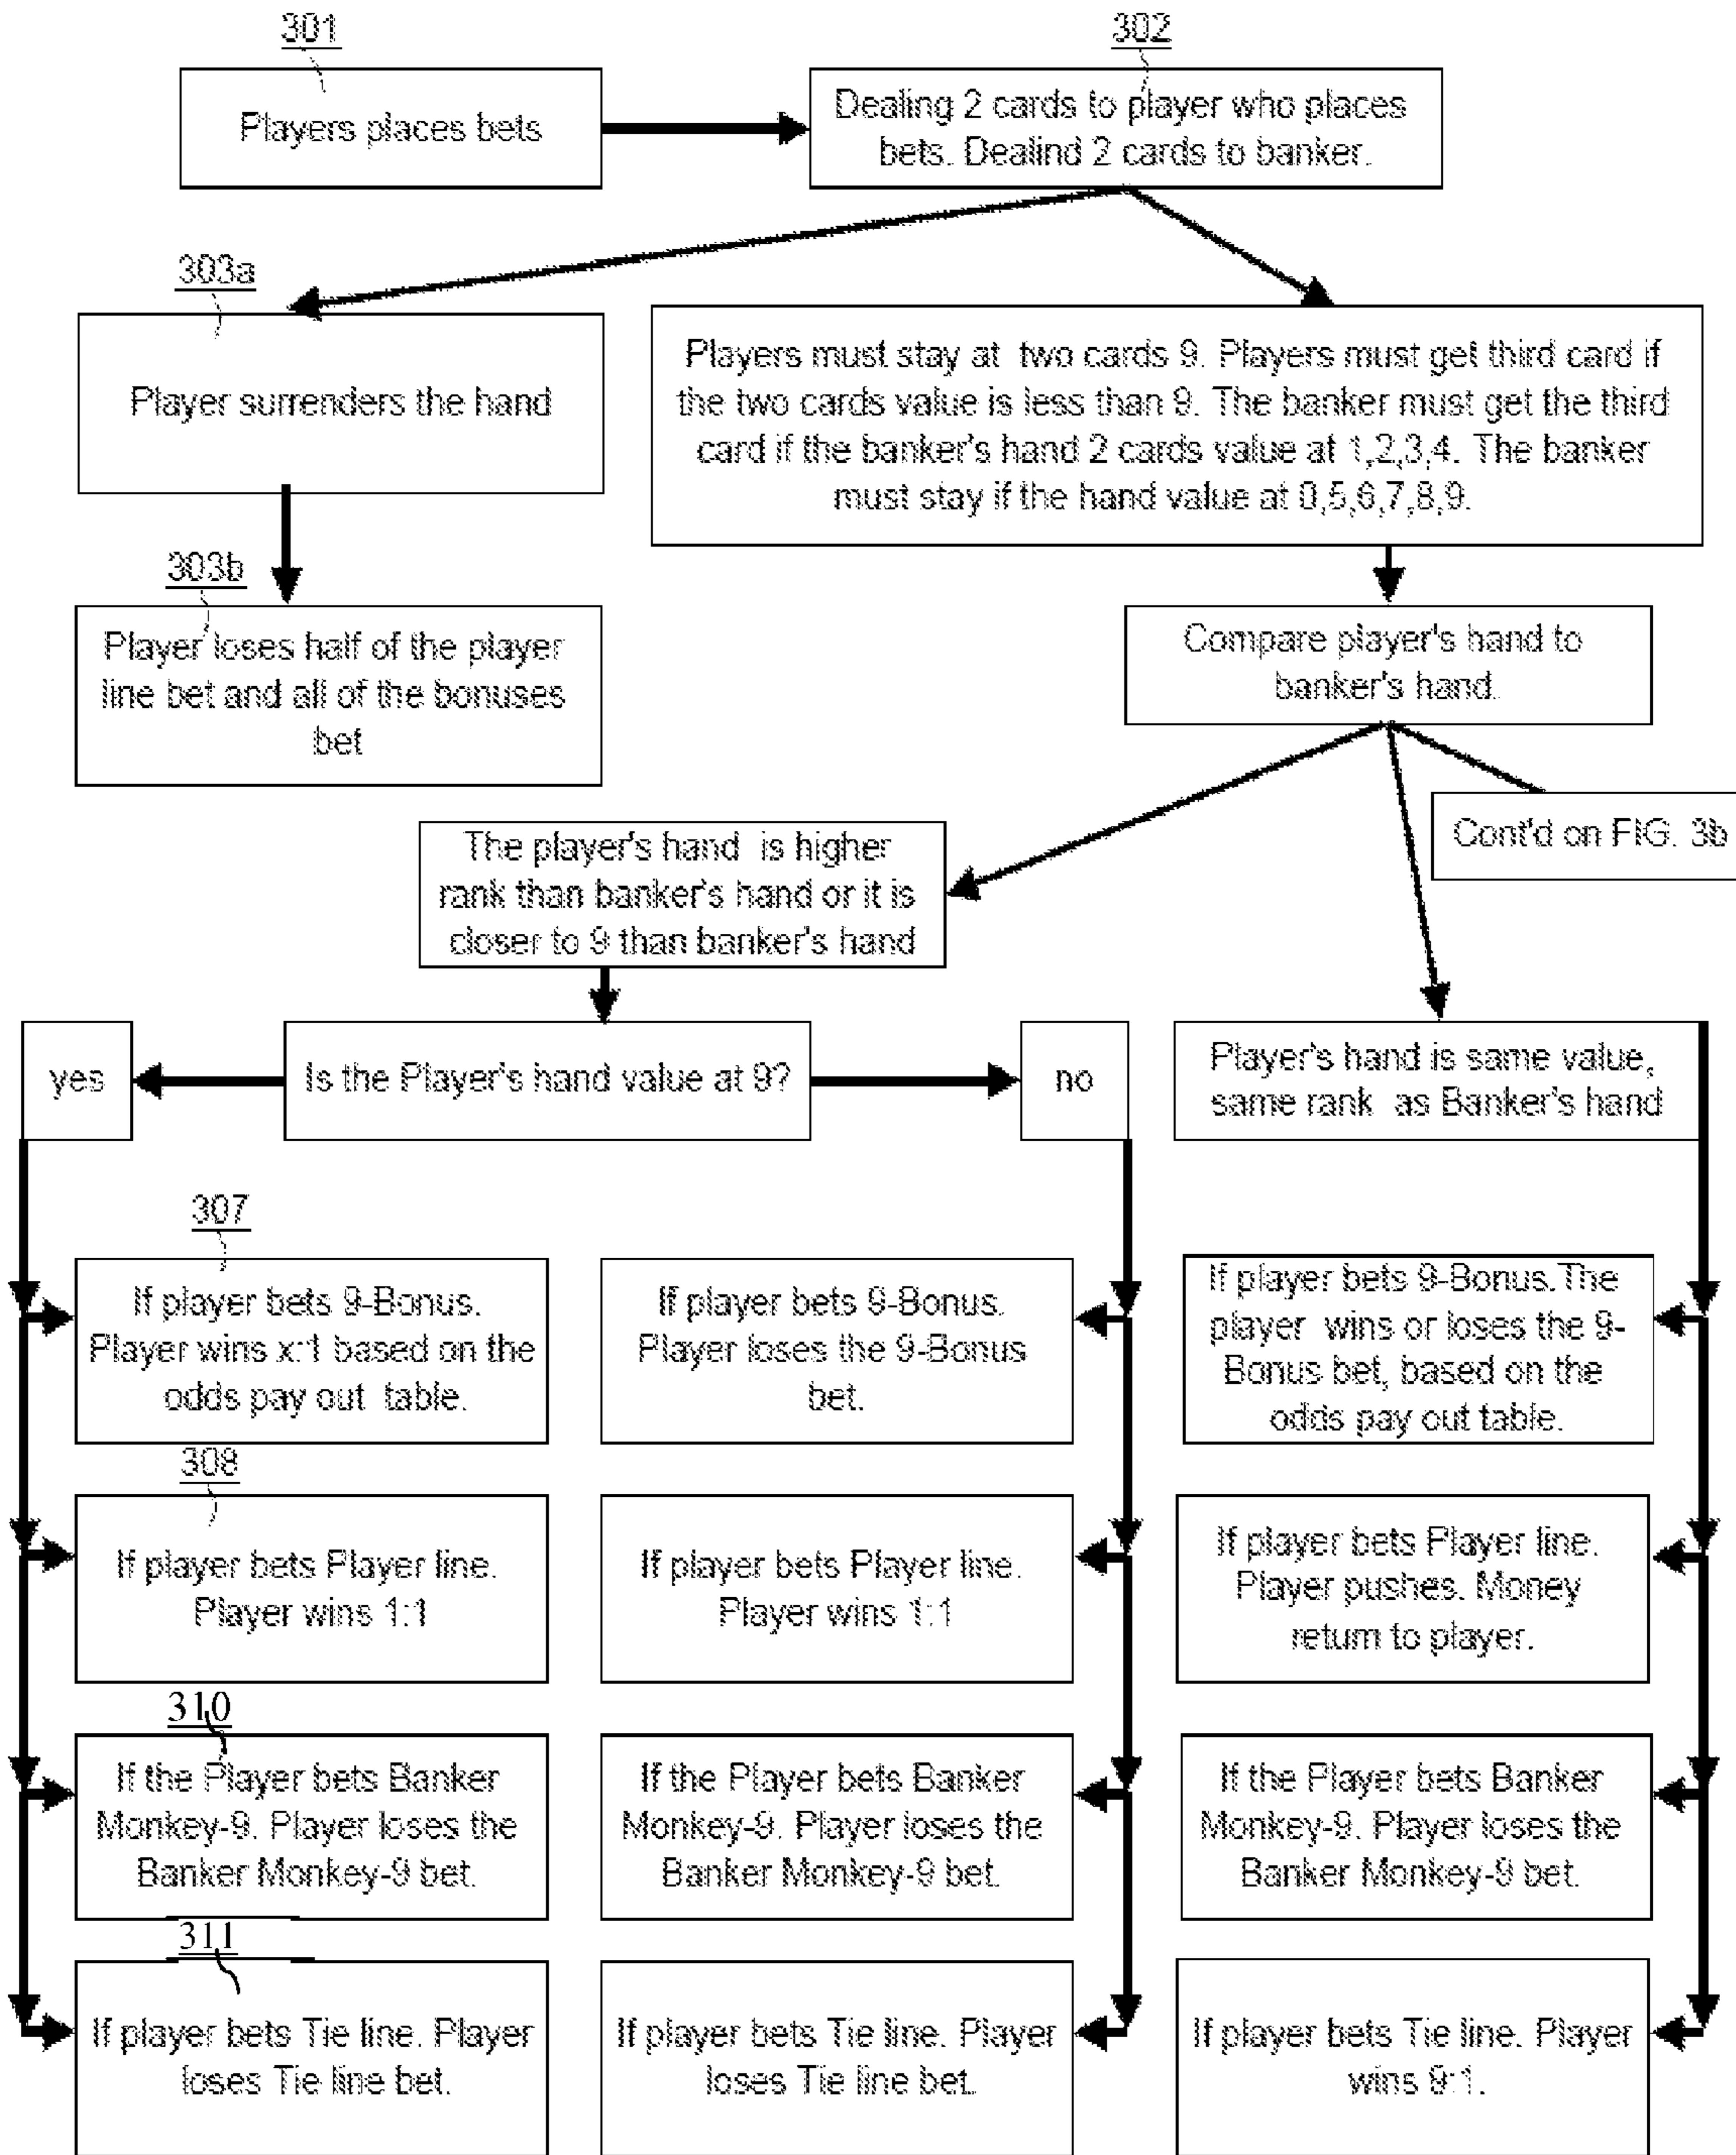 301
Players places bets
302
Dealing 2 cards to player who places
bets. Dealind 2 cards to banker.
303a
Player surrenders the hand
Players must stay at two cards 9. Players must get third card if
the two cards value is less than 9. The banker must get the third
card if the banker's hand 2 cards value at 1,2,3,4. The banker
must stay if the hand value at 0,5,6,7,8,9.
303b
Player loses half of the player
line bet and all of the bonuses
bet
Compare player's hand to
banker's hand.
Cont'd on FIG. 3b
The player's hand is higher
rank than banker's hand or it is
closer to 9 than banker's hand
yes
Is the Player's hand value at 9?
no
Player's hand is same value,
same rank as Banker's hand
307
If player bets 9-Bonus.
Player wins x:1 based on the
odds pay out table.
If player bets 9-Bonus.
Player loses the 9-Bonus
bet.
If player bets 9-Bonus.The
player wins or loses the 9-
Bonus bet, based on the
odds pay out table.
308
If player bets Player line.
Player wins 1:1
If player bets Player line.
Player wins 1:1
If player bets Player line.
Player pushes. Money
return to player.
310
If the Player bets Banker
Monkey-9. Player loses the
Banker Monkey-9 bet.
If the Player bets Banker
Monkey-9. Player loses the
Banker Monkey-9 bet.
If the Player bets Banker
Monkey-9. Player loses the
Banker Monkey-9 bet.
311
If player bets Tie line. Player
loses Tie line bet.
If player bets Tie line. Player
loses Tie line bet.
If player bets Tie line. Player
wins 9:1.